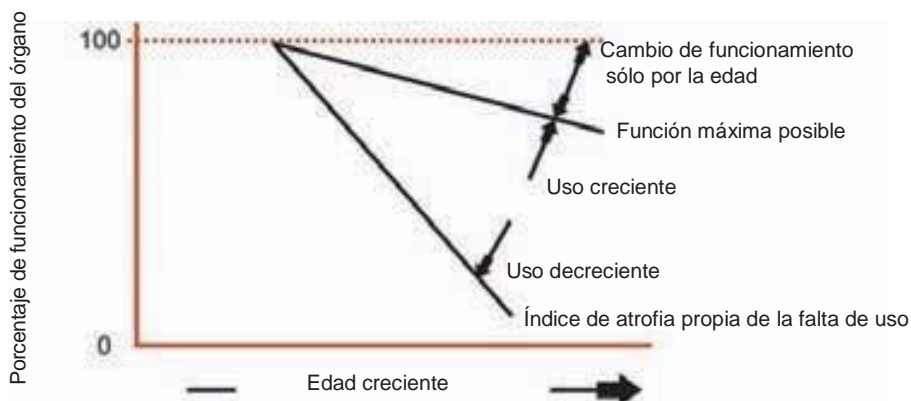 Porcentaje de funcionamiento del órgano
100
Cambio de funcionamiento
sólo por la edad
Función máxima posible
Uso creciente
Uso decreciente
Índice de atrofia propia de la falta de uso
0
Edad creciente